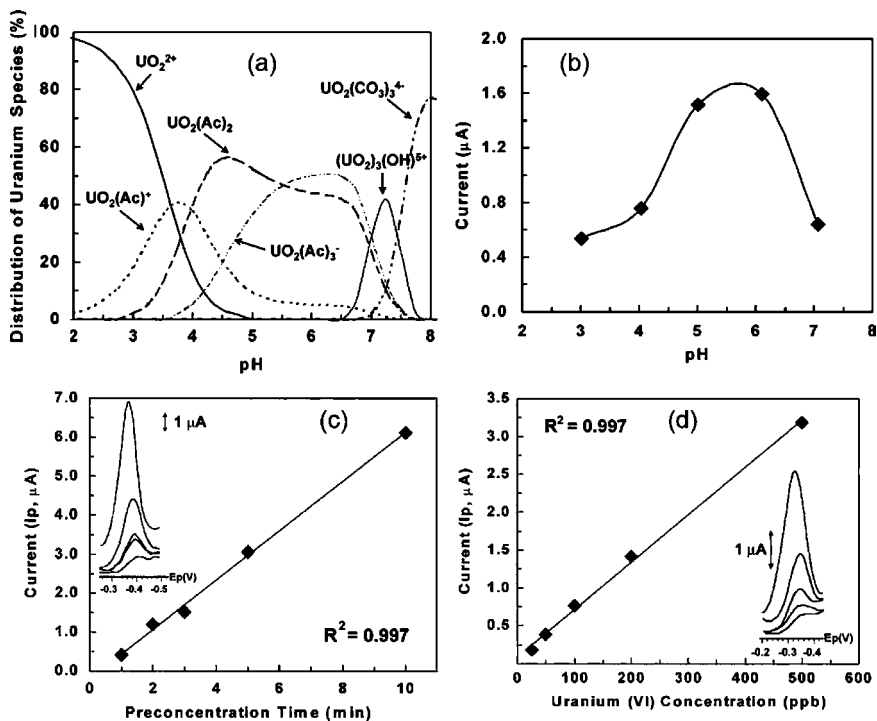 Distribution of Uranium Species (%)
100
80
60
40
20
0
2
3
4
5
6
7
8
pH
(a)
UO₂²⁺
UO₂(CO₃)₃⁴⁻
UO₂(Ac)₂
(UO₂)₃(OH)⁵⁺
UO₂(Ac)⁺
UO₂(Ac)₃⁻
Current (µA)
2.0
1.6
1.2
0.8
0.4
0.0
2
3
4
5
6
7
8
pH
(b)
Current (Ip, µA)
7.0
6.0
5.0
4.0
3.0
2.0
1.0
0.0
0
2
4
6
8
10
Preconcentration Time (min)
(c)
1 µA
-0.3
-0.4
-0.5
Ep(V)
R² = 0.997
Current (Ip, µA)
3.5
3.0
2.5
2.0
1.5
1.0
0.5
0
100
200
300
400
500
600
Uranium (VI) Concentration (ppb)
R² = 0.997
(d)
1 µA
-0.2
-0.3
-0.4
Ep(V)